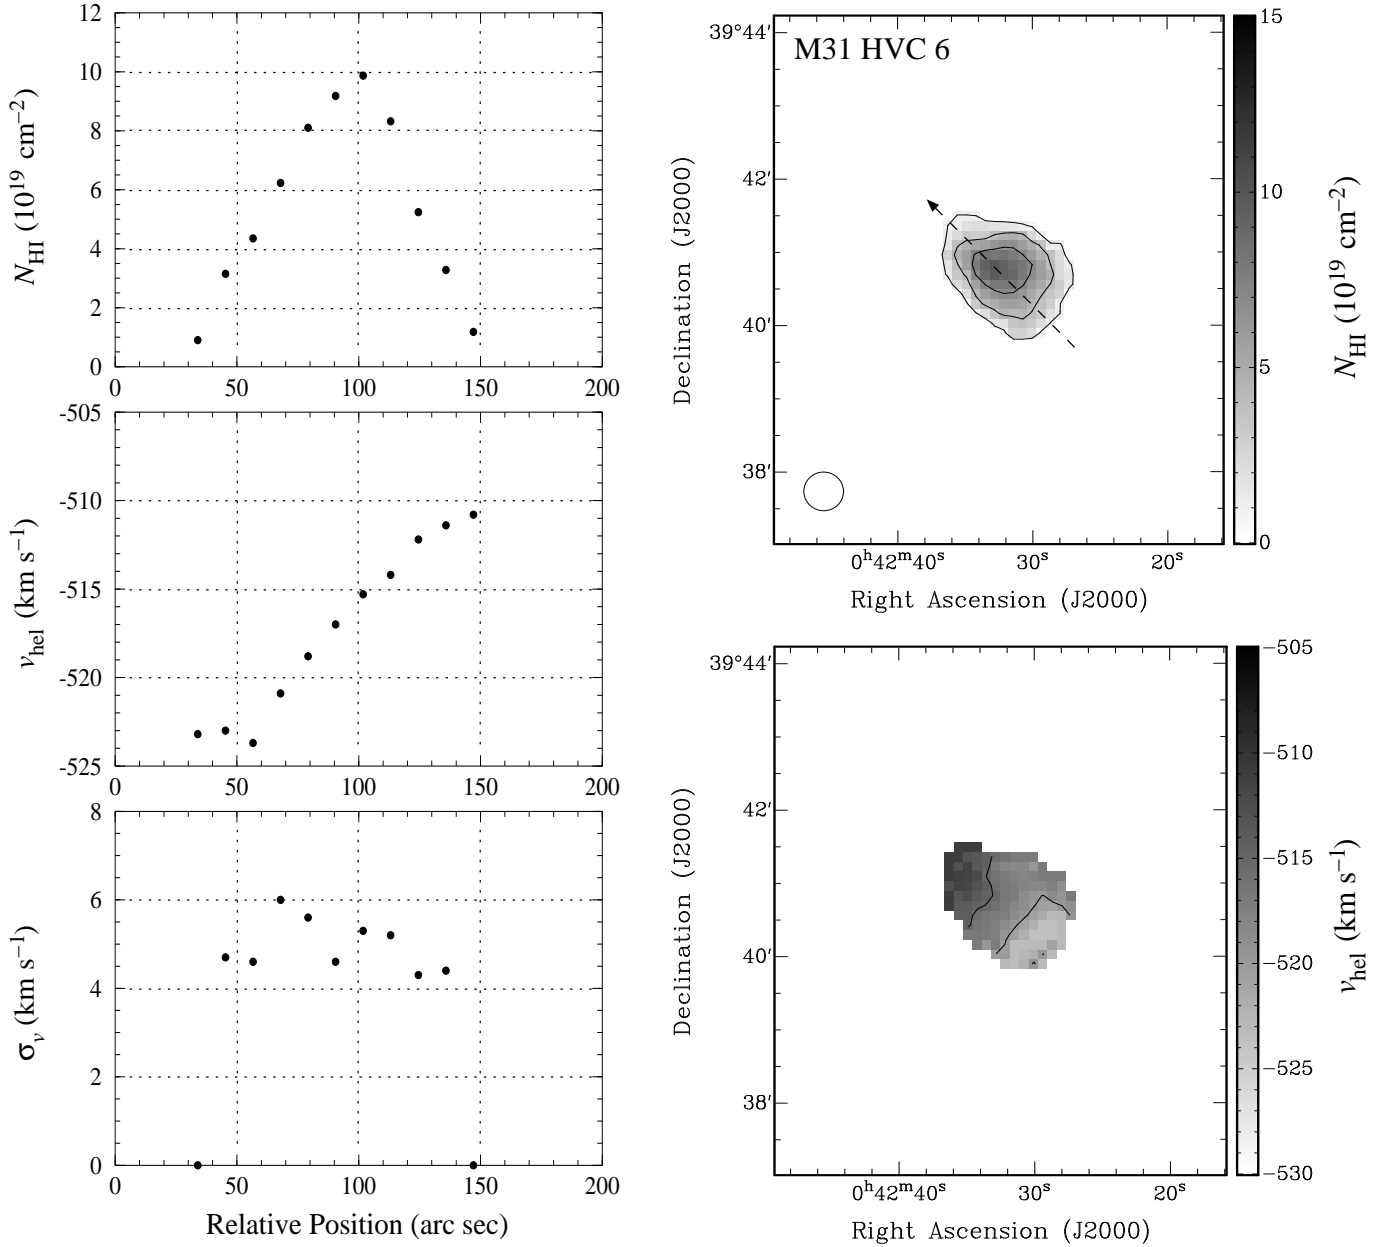 12
10
8
6
4
2
0
0 50 100 150 200
N_HI (10^19 cm^−2)
-505
-510
-515
-520
-525
0 50 100 150 200
v_hel (km s^−1)
8
6
4
2
0
0 50 100 150 200
σ_v (km s^−1)
Relative Position (arc sec)
M31 HVC 6
39°44′
42′
40′
38′
0^h42^m40^s 30^s 20^s
Declination (J2000)
Right Ascension (J2000)
15
10
5
0
N_HI (10^19 cm^−2)
39°44′
42′
40′
38′
0^h42^m40^s 30^s 20^s
Declination (J2000)
Right Ascension (J2000)
−505
−510
−515
−520
−525
−530
v_hel (km s^−1)